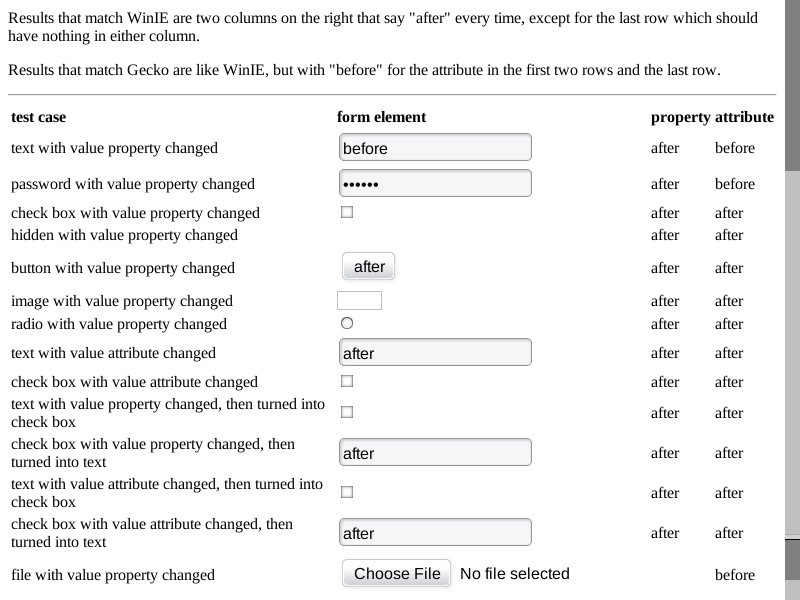 Results that match WinIE are two columns on the right that say "after" every time, except for the last row which should
have nothing in either column.
Results that match Gecko are like WinIE, but with "before" for the attribute in the first two rows and the last row.
test case form element property attribute
text with value property changed before after before
password with value property changed •••••• after before
check box with value property changed after after
hidden with value property changed after after
button with value property changed after after after
image with value property changed after after
radio with value property changed after after
text with value attribute changed after after after
check box with value attribute changed after after
text with value property changed, then turned into
check box after after
check box with value property changed, then
turned into text after after after
text with value attribute changed, then turned into
check box after after
check box with value attribute changed, then
turned into text after after after
file with value property changed Choose File No file selected before